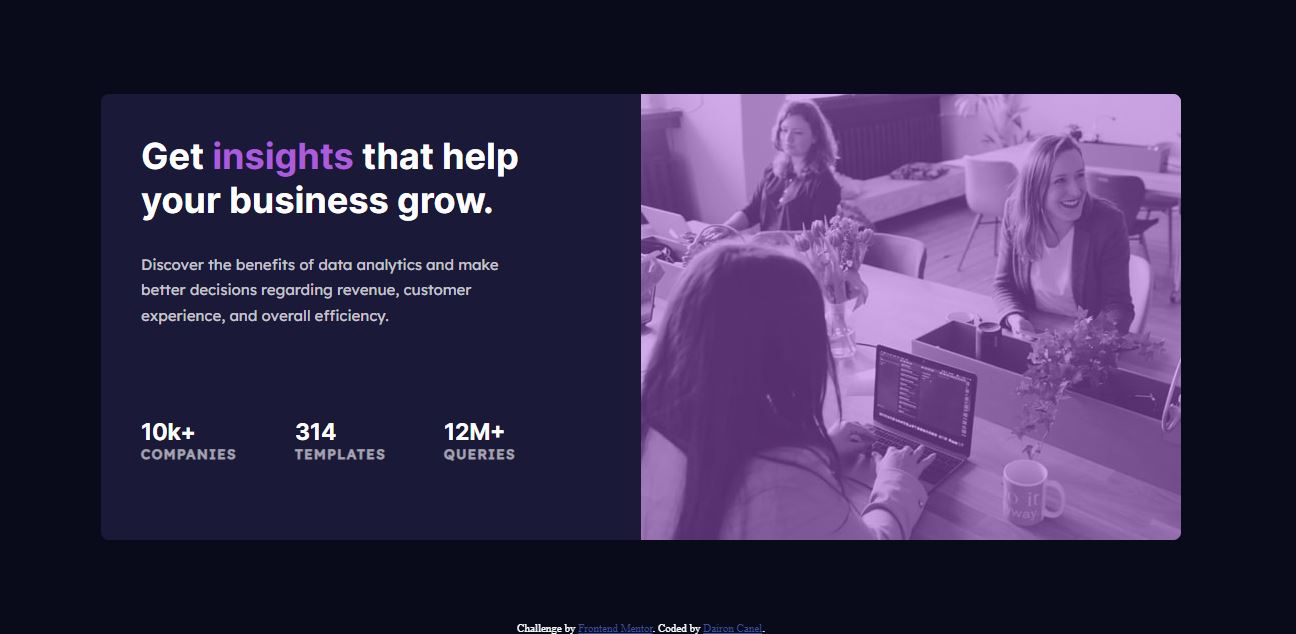 Get insights that help
your business grow.
Discover the benefits of data analytics and make
better decisions regarding revenue, customer
experience, and overall efficiency.
10k+
COMPANIES
314
TEMPLATES
12M+
QUERIES
Challenge by Frontend Mentor. Coded by Dairon Canel.